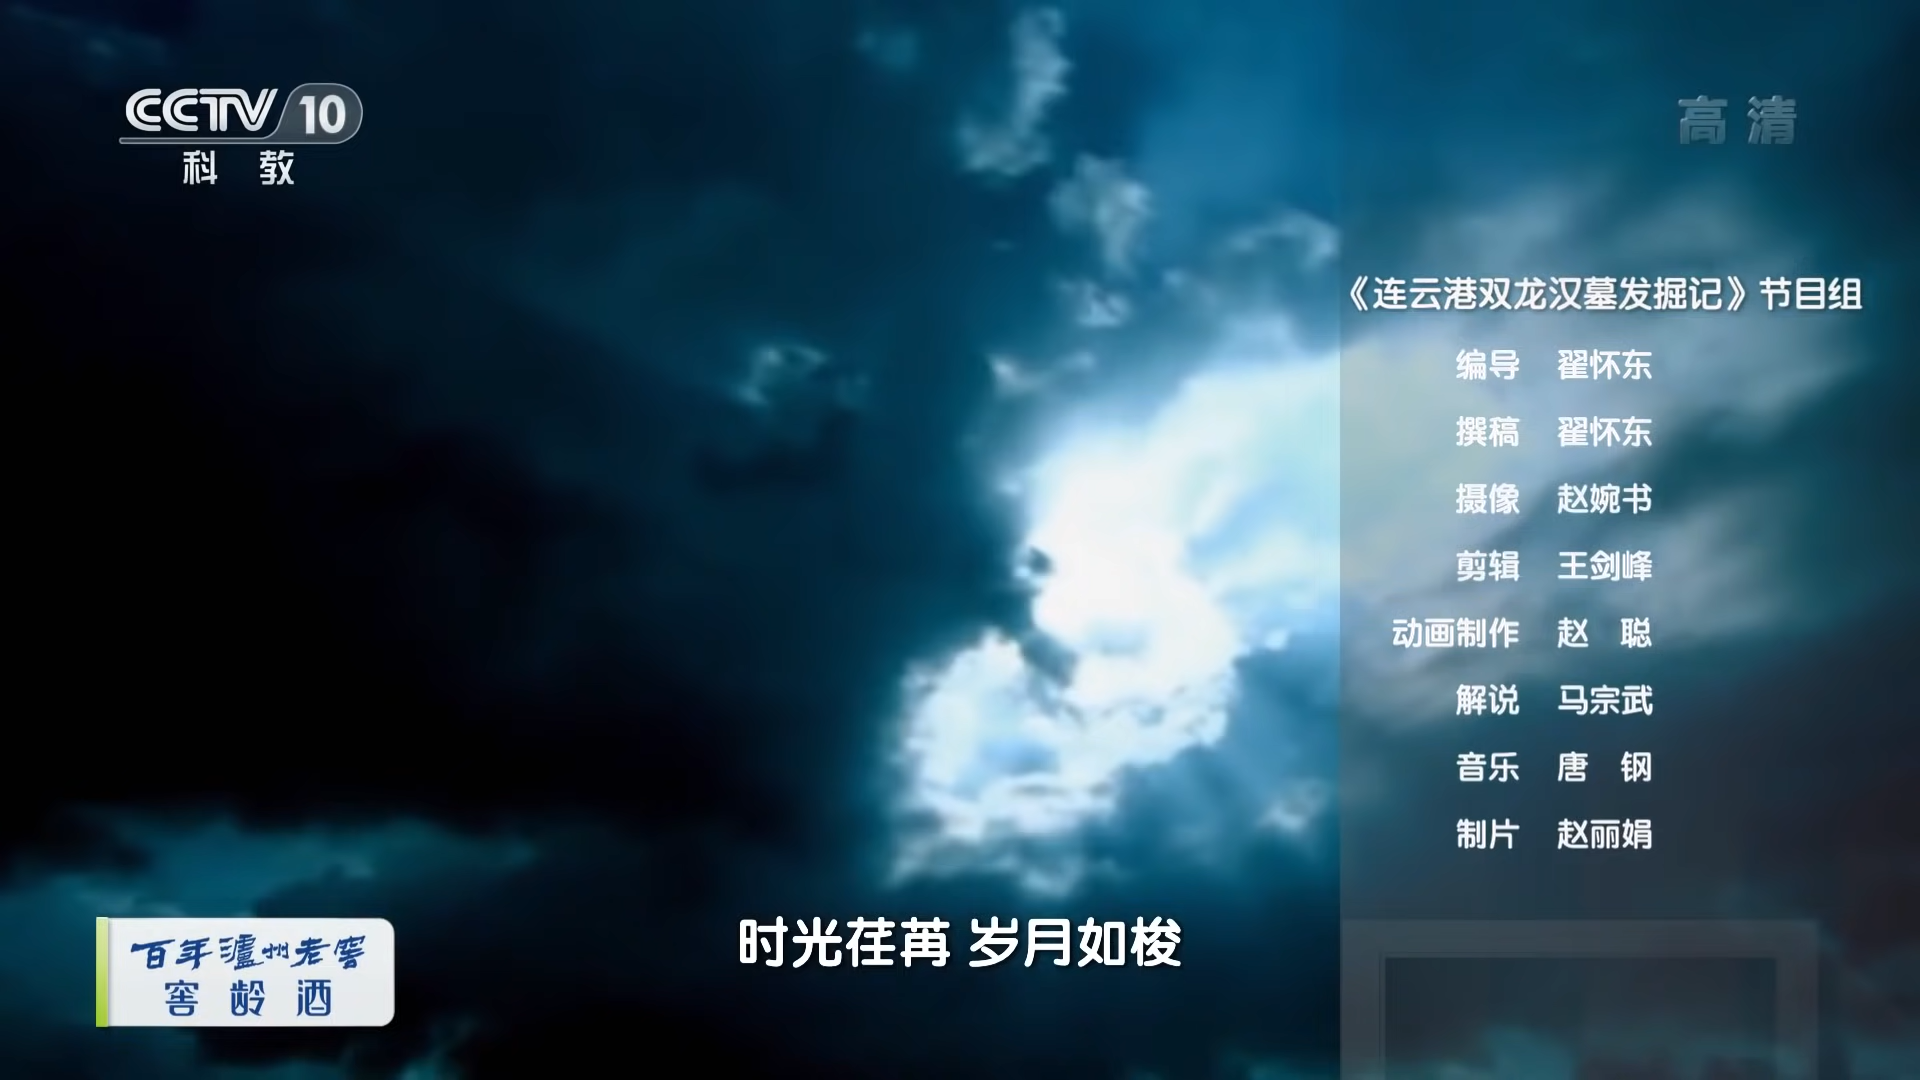 CCTV 10
科 教
高 清
《连云港双龙汉墓发掘记》节目组
编导 翟怀东
撰稿 翟怀东
摄像 赵婉书
剪辑 王剑峰
动画制作 赵 聪
解说 马宗武
音乐 唐 钢
制片 赵丽娟
时光荏苒 岁月如梭
百年泸州老窖
窖 龄 酒